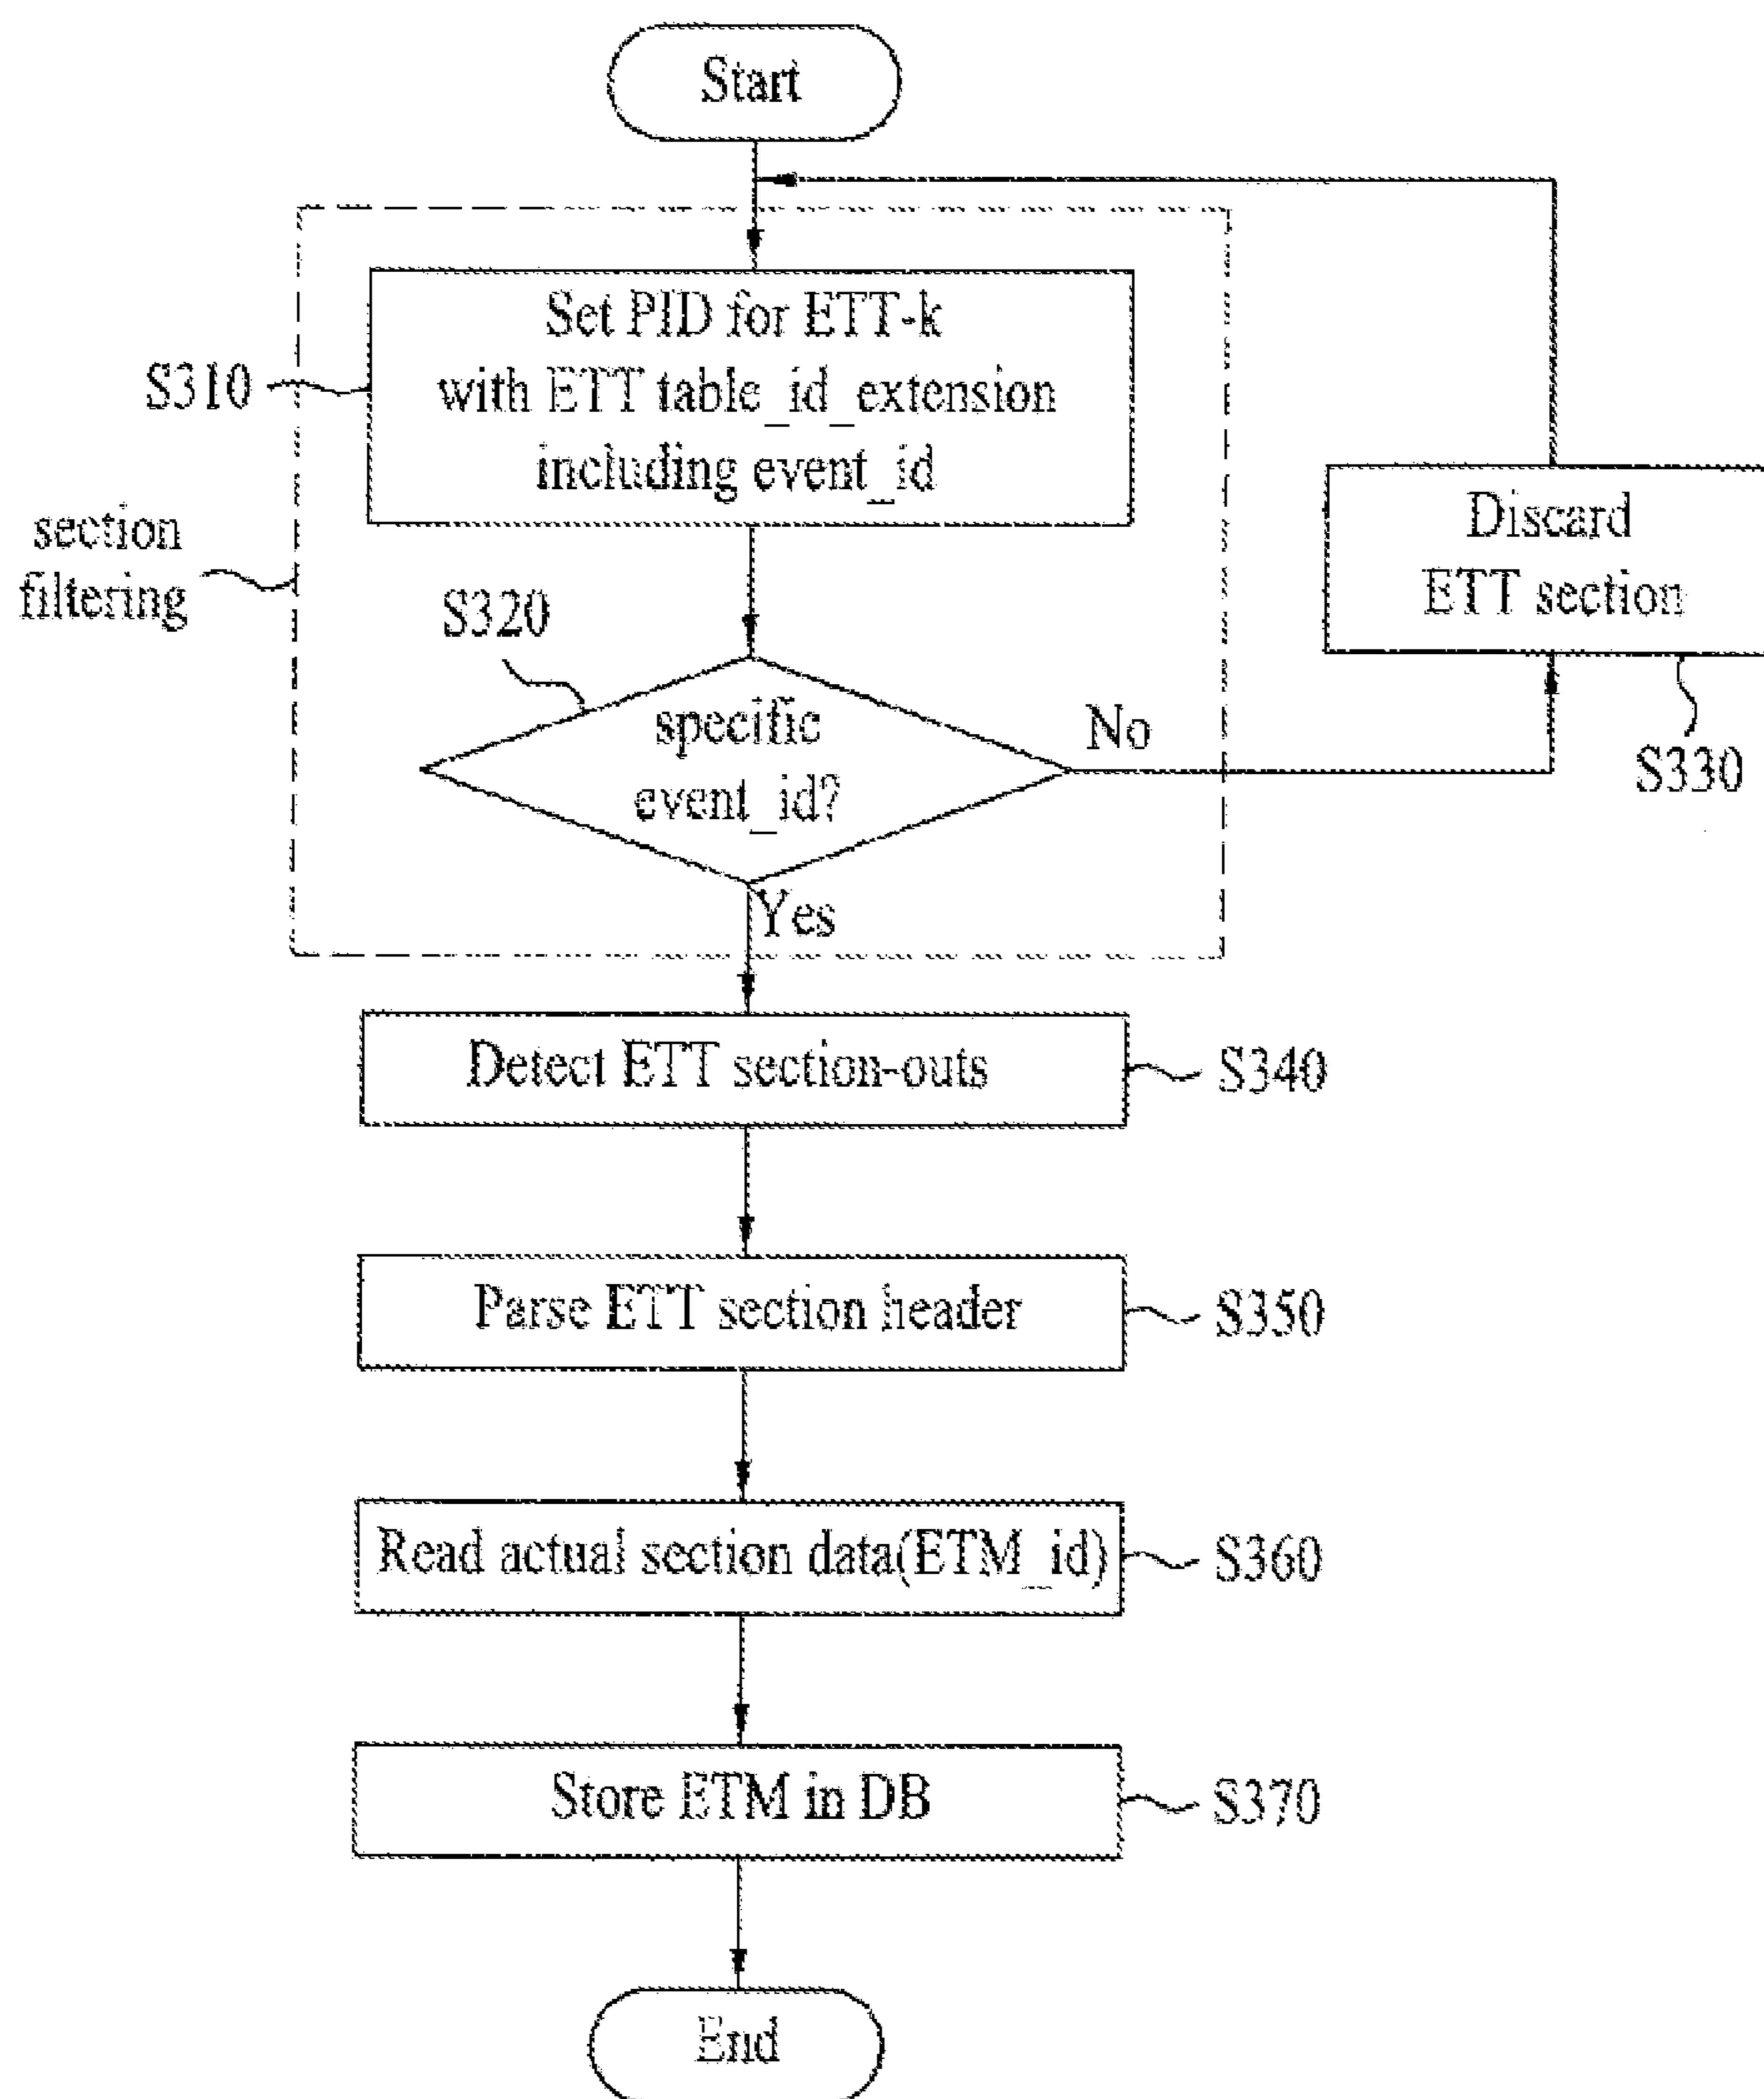 Start
Set PID for ETT-k
with ETT table_id_extension
including event_id
S310
section
filtering
S320
specific
event_id?
No
Yes
Discard
ETT section
S330
Detect ETT section-outs
S340
Parse ETT section header
S350
Read actual section data(ETM_id)
S360
Store ETM in DB
S370
End